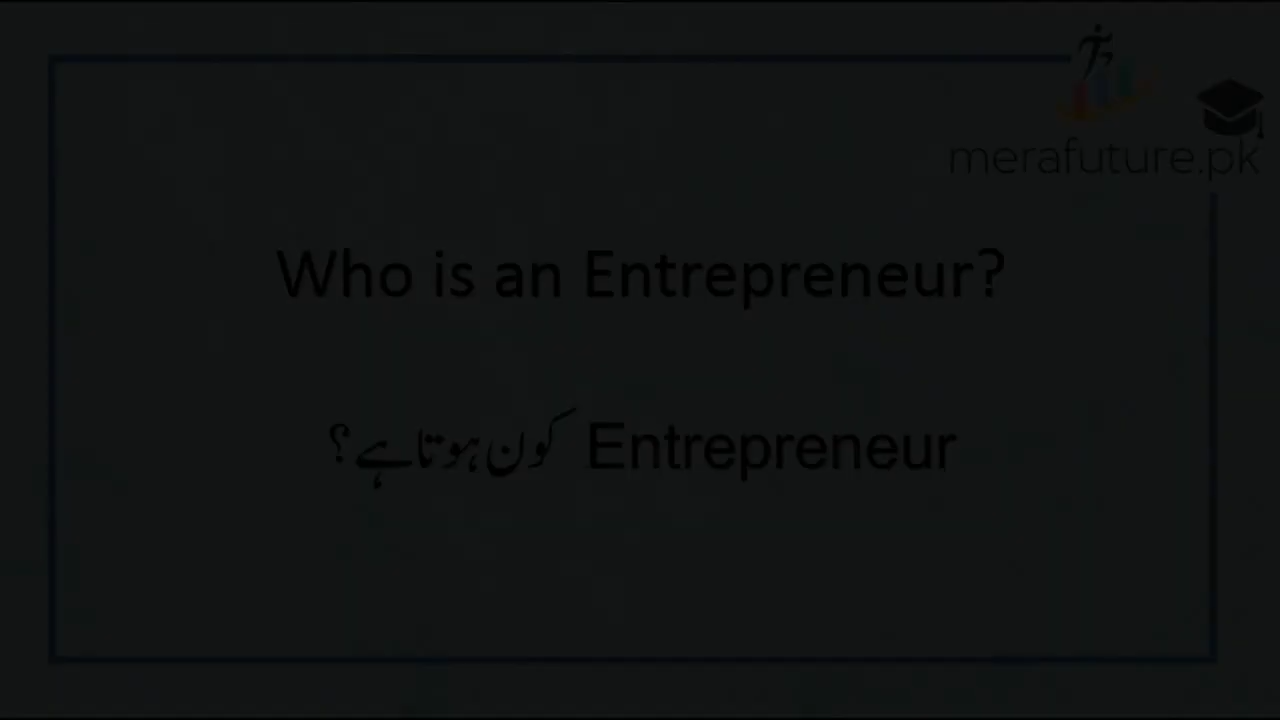 merafuture.pk
Who is an Entrepreneur?
Entrepreneur کون ہوتا ہے؟